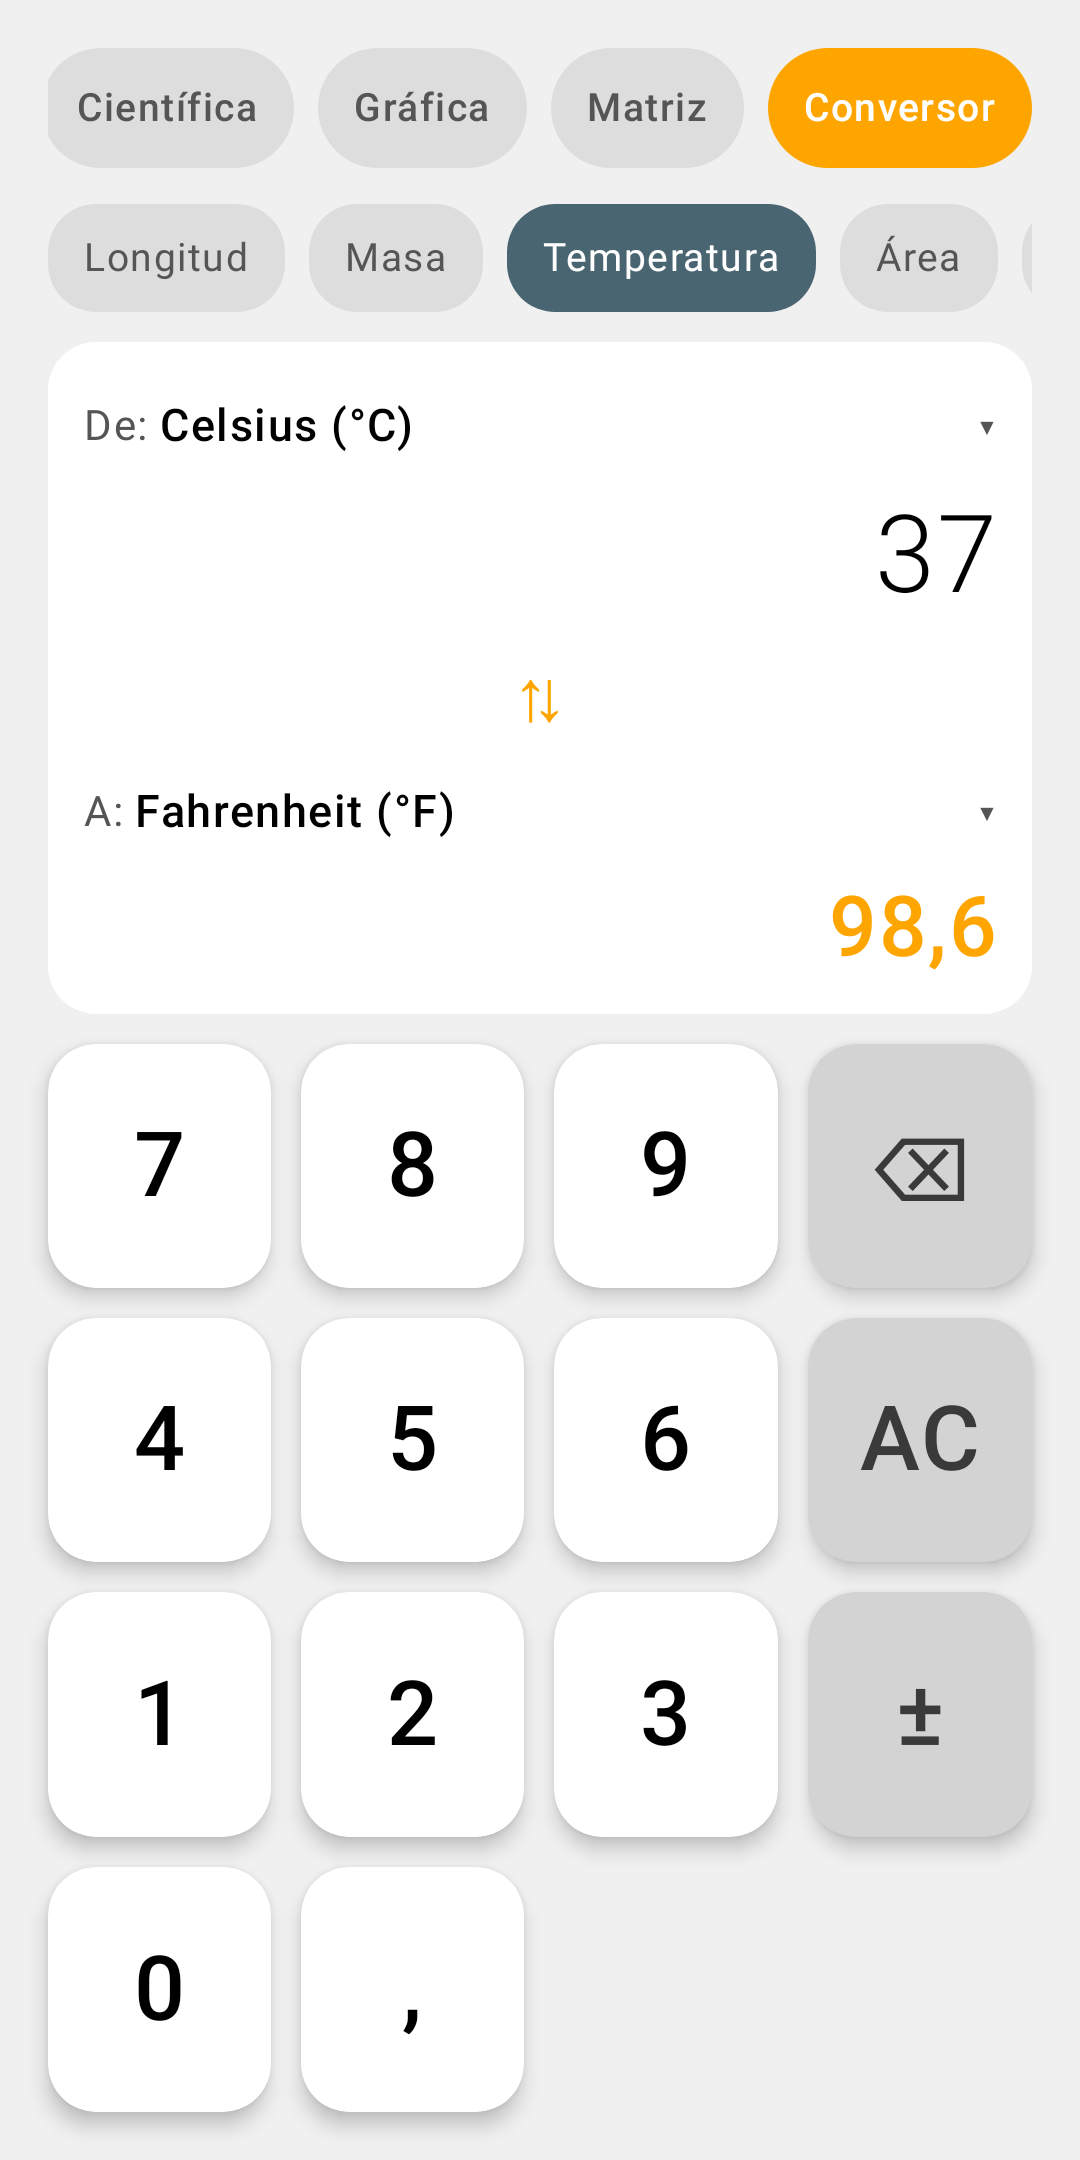 Científica Gráfica Matriz Conversor
Longitud Masa Temperatura Área
De: Celsius (°C) ▼
37
↑↓
A: Fahrenheit (°F) ▼
98,6
7 8 9 ⌫
4 5 6 AC
1 2 3 ±
0 ,